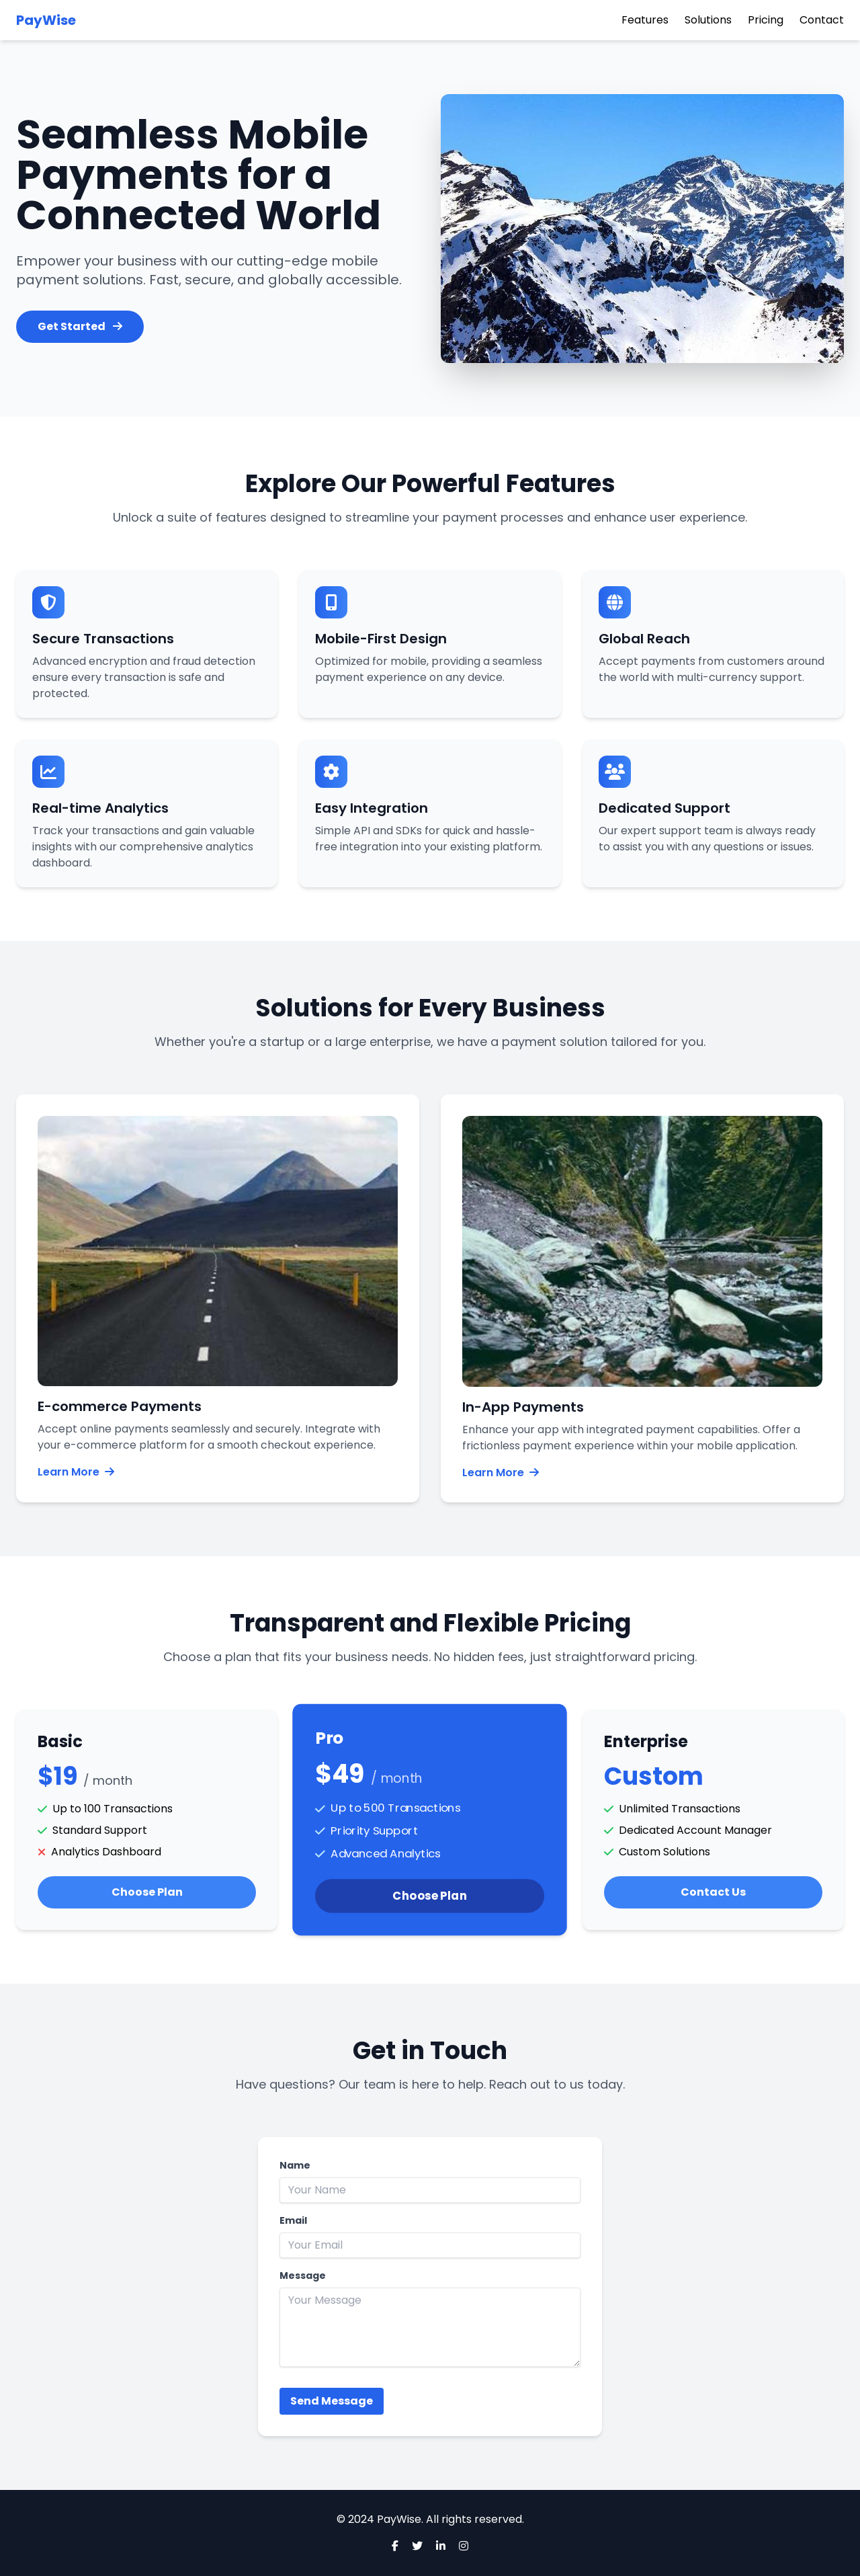 PayWise
Features Solutions Pricing Contact
Seamless Mobile
Payments for a
Connected World
Empower your business with our cutting-edge mobile
payment solutions. Fast, secure, and globally accessible.
Get Started
Explore Our Powerful Features
Unlock a suite of features designed to streamline your payment processes and enhance user experience.
Secure Transactions
Advanced encryption and fraud detection
ensure every transaction is safe and
protected.
Mobile-First Design
Optimized for mobile, providing a seamless
payment experience on any device.
Global Reach
Accept payments from customers around
the world with multi-currency support.
Real-time Analytics
Track your transactions and gain valuable
insights with our comprehensive analytics
dashboard.
Easy Integration
Simple API and SDKs for quick and hassle-
free integration into your existing platform.
Dedicated Support
Our expert support team is always ready
to assist you with any questions or issues.
Solutions for Every Business
Whether you're a startup or a large enterprise, we have a payment solution tailored for you.
E-commerce Payments
Accept online payments seamlessly and securely. Integrate with
your e-commerce platform for a smooth checkout experience.
Learn More
In-App Payments
Enhance your app with integrated payment capabilities. Offer a
frictionless payment experience within your mobile application.
Learn More
Transparent and Flexible Pricing
Choose a plan that fits your business needs. No hidden fees, just straightforward pricing.
Basic
$19 / month
Up to 100 Transactions
Standard Support
Analytics Dashboard
Choose Plan
Pro
$49 / month
Up to 500 Transactions
Priority Support
Advanced Analytics
Choose Plan
Enterprise
Custom
Unlimited Transactions
Dedicated Account Manager
Custom Solutions
Contact Us
Get in Touch
Have questions? Our team is here to help. Reach out to us today.
Name
Your Name
Email
Your Email
Message
Your Message
Send Message
© 2024 PayWise. All rights reserved.